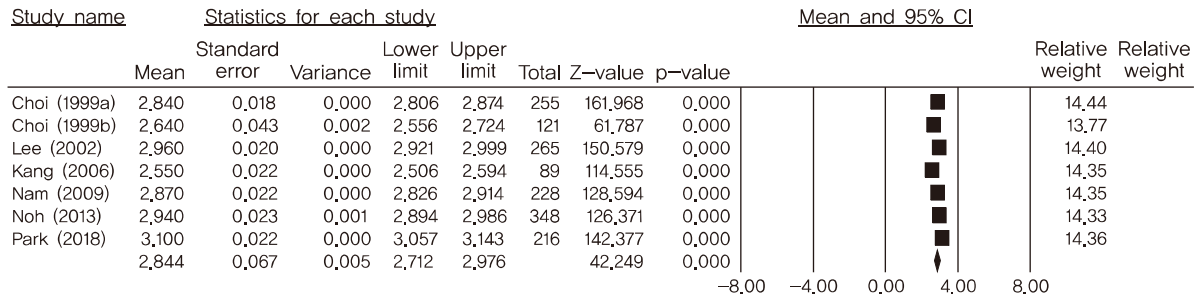 Study name Statistics for each study Mean and 95% CI
Standard Lower Upper Relative Relative
Mean error Variance limit limit Total Z-value p-value weight weight
Choi (1999a) 2.840 0.018 0.000 2.806 2.874 255 161.968 0.000 14.44
Choi (1999b) 2.640 0.043 0.002 2.556 2.724 121 61.787 0.000 13.77
Lee (2002) 2.960 0.020 0.000 2.921 2.999 265 150.579 0.000 14.40
Kang (2006) 2.550 0.022 0.000 2.506 2.594 89 114.555 0.000 14.35
Nam (2009) 2.870 0.022 0.000 2.826 2.914 228 128.594 0.000 14.35
Noh (2013) 2.940 0.023 0.001 2.894 2.986 348 126.371 0.000 14.33
Park (2018) 3.100 0.022 0.000 3.057 3.143 216 142.377 0.000 14.36
2.844 0.067 0.005 2.712 2.976 42.249 0.000
-8.00 -4.00 0.00 4.00 8.00